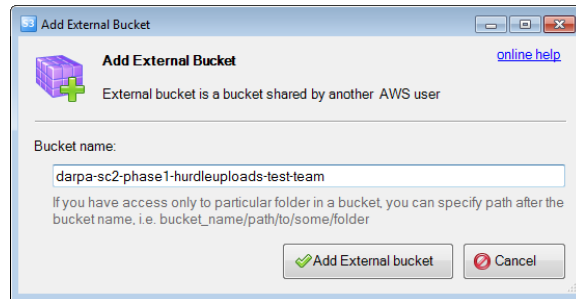 S3 Add External Bucket
Add External Bucket
online help
External bucket is a bucket shared by another AWS user
Bucket name:
darpa-sc2-phase1-hurdleuploads-test-team
If you have access only to particular folder in a bucket, you can specify path after the
bucket name, i.e. bucket_name/path/to/some/folder
Add External bucket
Cancel